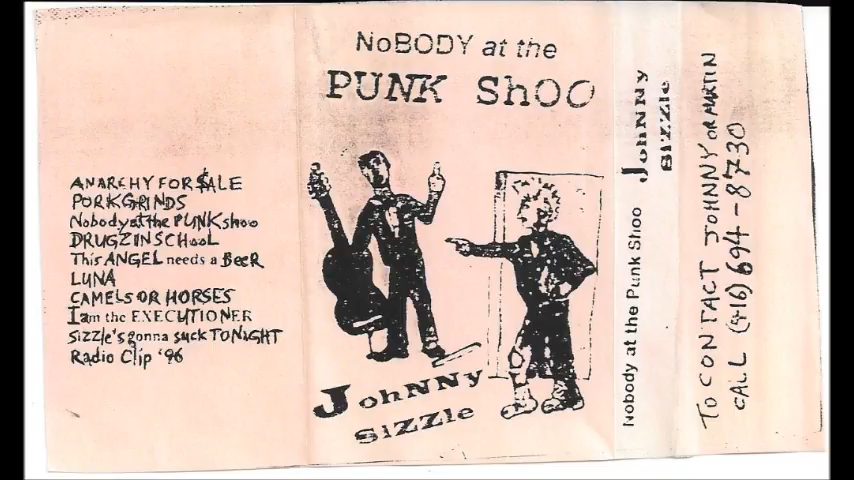 ANARCHY FOR $ALE
PORKGRINDS
Nobody at the PUNK shoo
DRUGZ IN SCHooL
This ANGEL needs a BeeR
LUNA
CAMELS OR HORSES
I am the EXECUTIONER
Sizzle's gonna suck TONiGHT
Radio Clip '96
NoBODY at the
PUNK ShOO
JohNNy
SiZZle
Nobody at the Punk Shoo
JohNNy
SiZZle
To CONTACT JOHNNY OR MARTIN
CALL (416) 694-8730